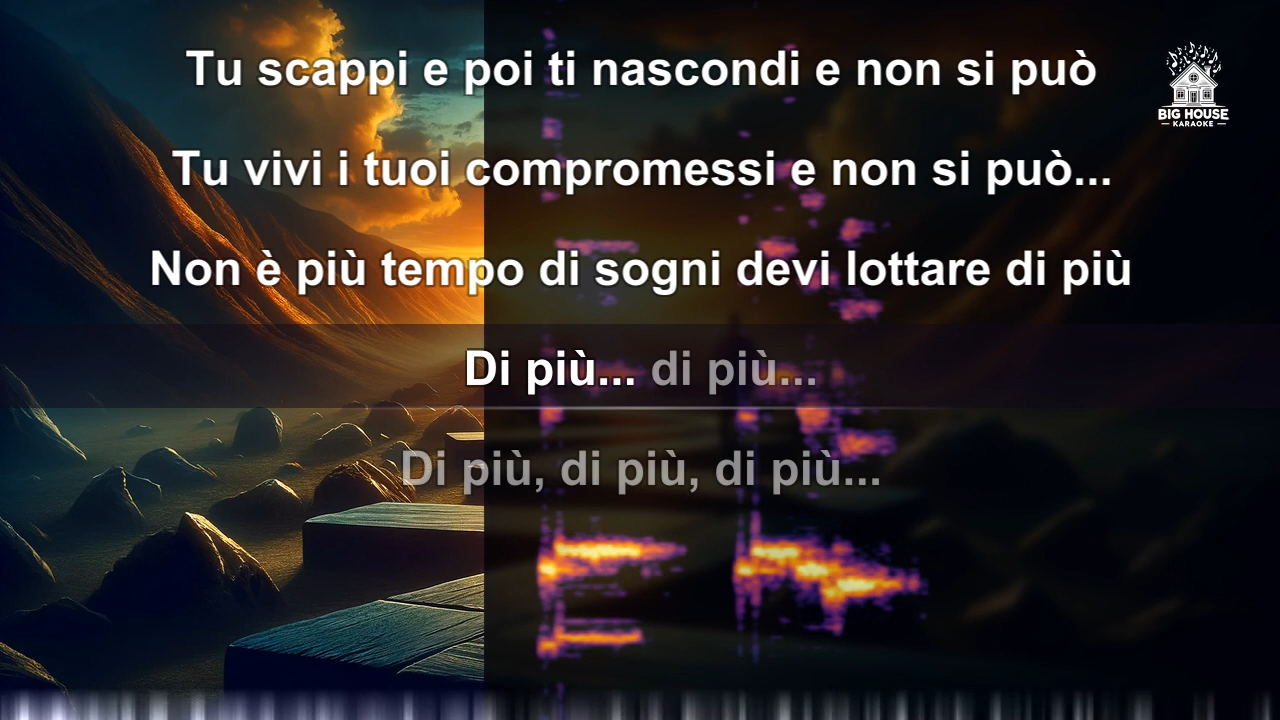 Tu scappi e poi ti nascondi e non si può
BIG HOUSE
KARAOKE
Tu vivi i tuoi compromessi e non si può...
Non è più tempo di sogni devi lottare di più
Di più... di più...
Di più, di più, di più...